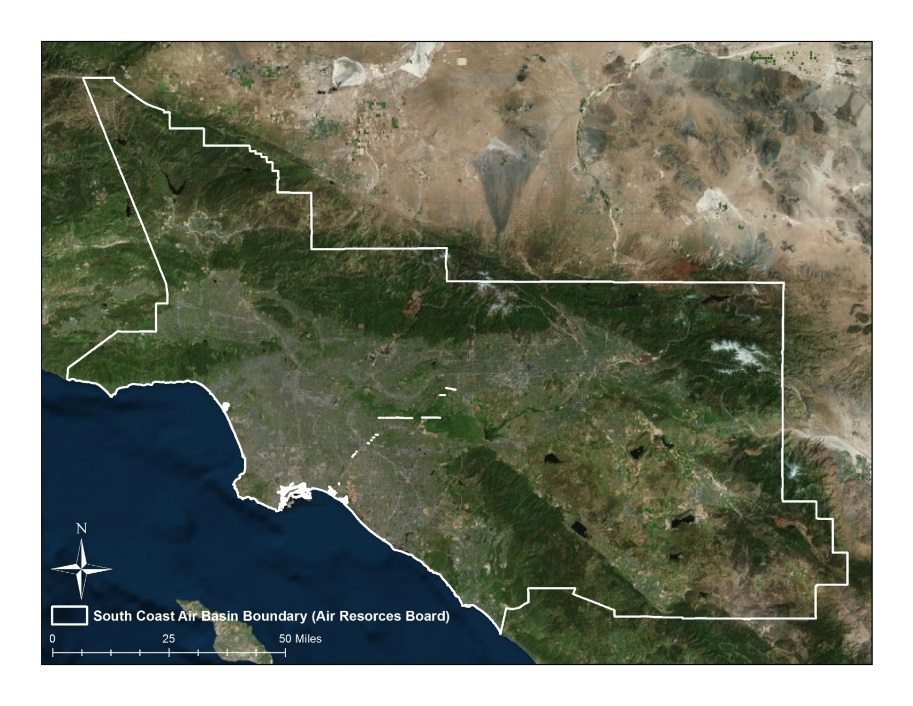 N
South Coast Air Basin Boundary (Air Resorces Board)
0 25 50 Miles